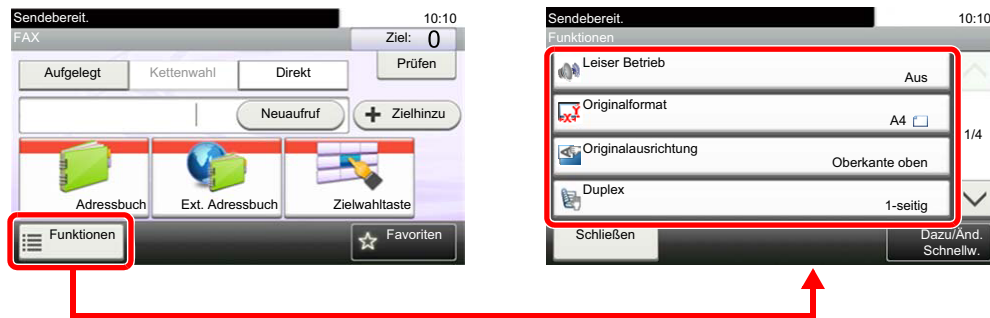 Sendebereit.
10:10
FAX
Ziel: 0
Aufgelegt
Kettenwahl
Direkt
Prüfen
Neuaufruf
+ Zielhinzu
Adressbuch
Ext. Adressbuch
Zielwahltaste
Funktionen
Favoriten
Sendebereit.
10:10
Funktionen
Leiser Betrieb
Aus
Originalformat
A4
1/4
Originalausrichtung
Oberkante oben
Duplex
1-seitig
Schließen
Dazu/Änd.
Schnellw.